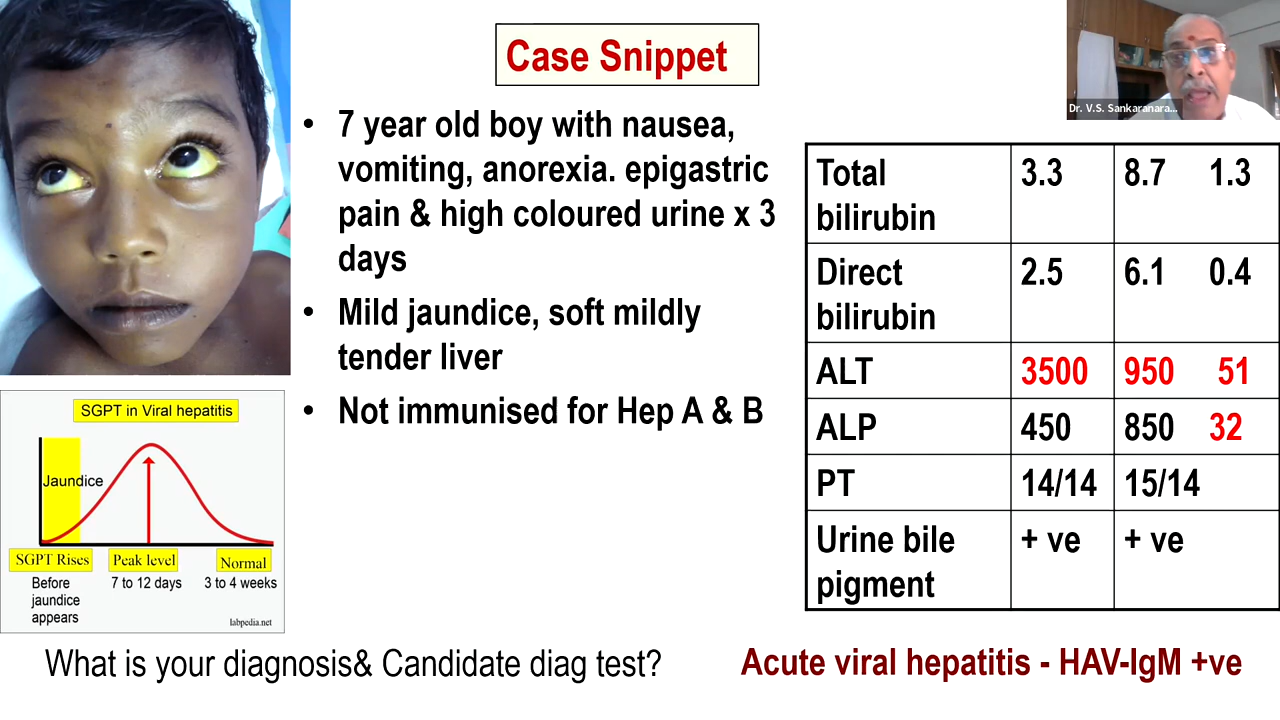 Case Snippet
Dr. V.S. Sankaranara...
• 7 year old boy with nausea,
vomiting, anorexia. epigastric
pain & high coloured urine x 3
days
• Mild jaundice, soft mildly
tender liver
• Not immunised for Hep A & B
Total bilirubin 3.3 8.7 1.3
Direct bilirubin 2.5 6.1 0.4
ALT 3500 950 51
ALP 450 850 32
PT 14/14 15/14
Urine bile pigment + ve + ve
SGPT in Viral hepatitis
Jaundice
SGPT Rises Peak level Normal
Before jaundice appears 7 to 12 days 3 to 4 weeks
labpedia.net
What is your diagnosis& Candidate diag test?
Acute viral hepatitis - HAV-IgM +ve